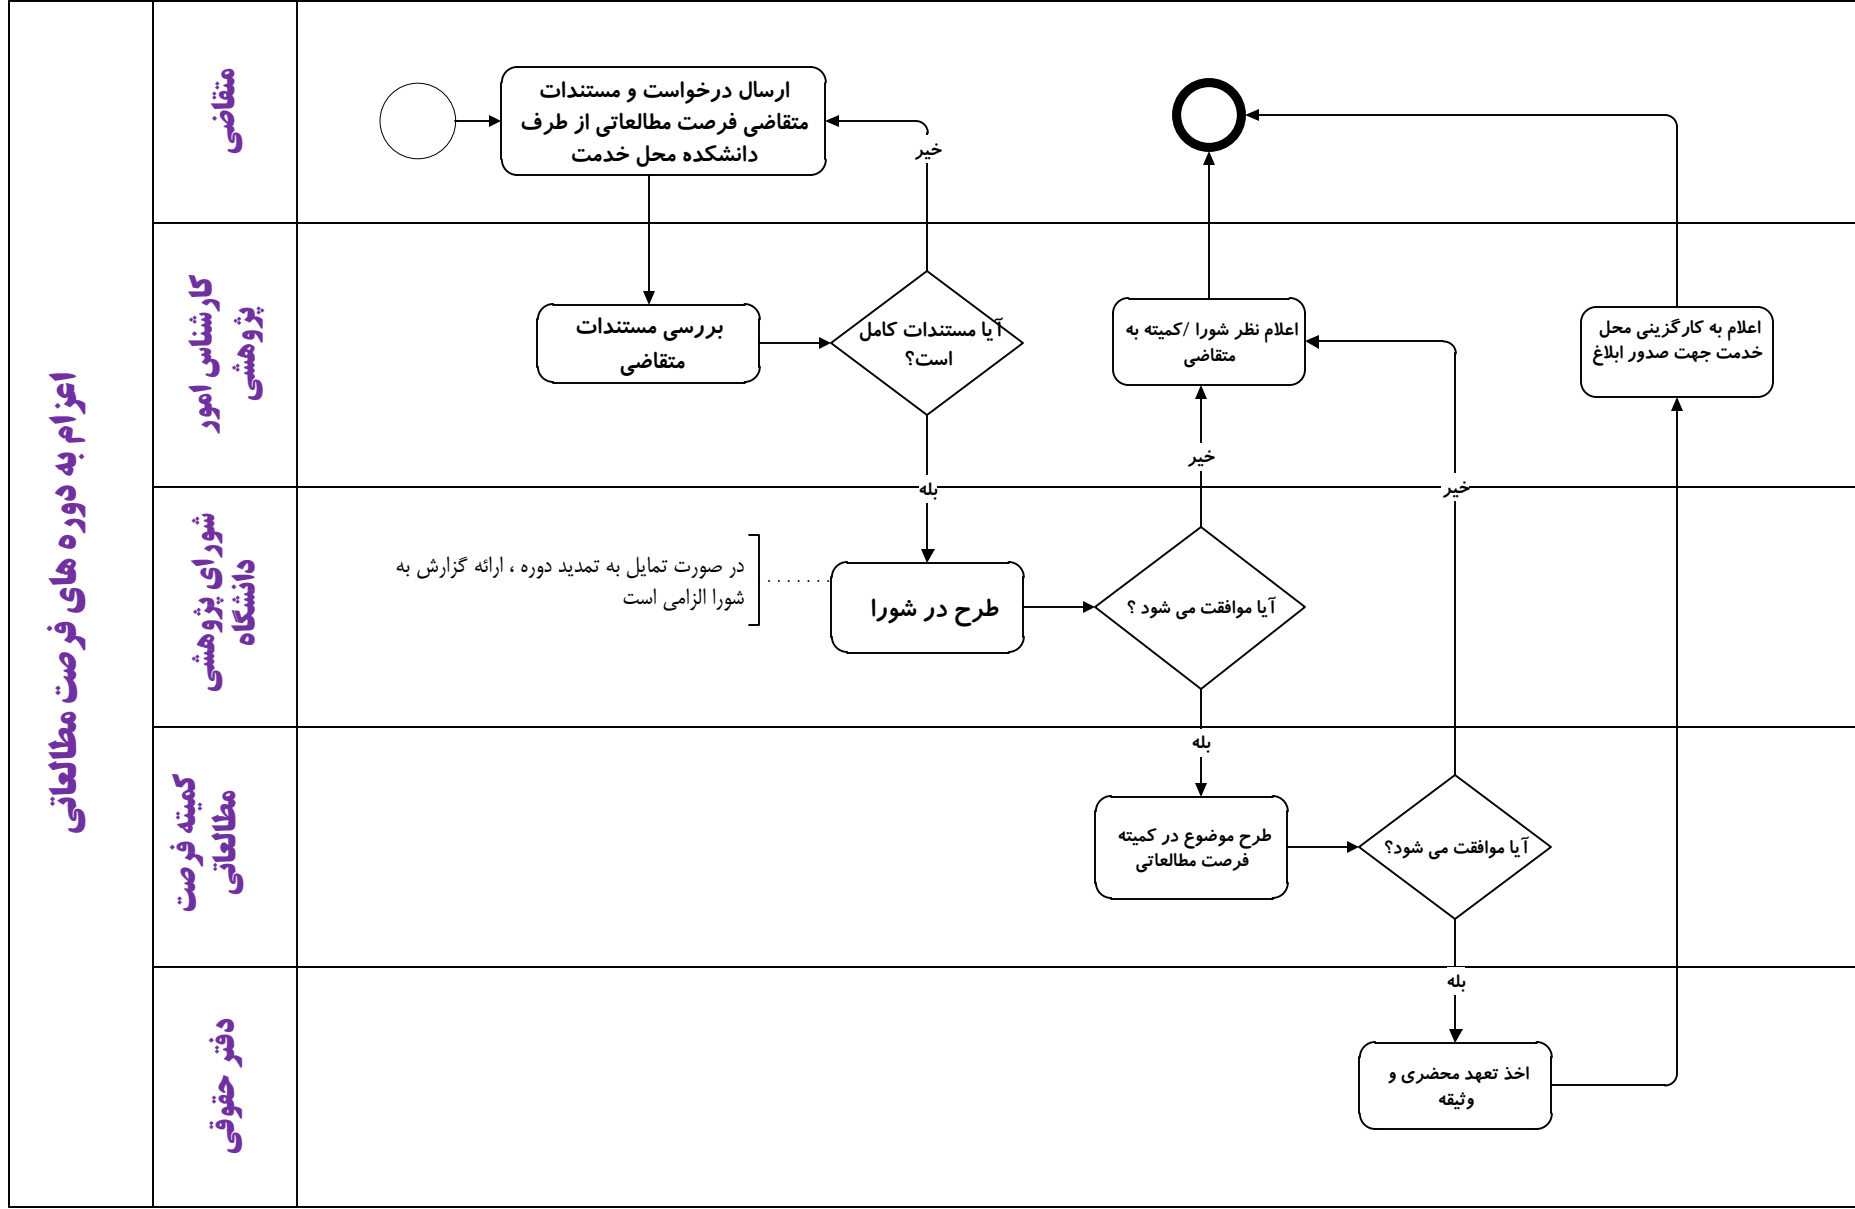 اعزام به دوره های فرصت مطالعاتی
متقاضی
ارسال درخواست و مستندات
متقاضی فرصت مطالعاتی از طرف
دانشکده محل خدمت
خیر
کارشناس امور
پژوهشی
بررسی مستندات
متقاضی
آیا مستندات کامل
است؟
اعلام نظر شورا /کمیته به
متقاضی
اعلام به کارگزینی محل
خدمت جهت صدور ابلاغ
خیر
خیر
بله
شورای پژوهشی
دانشگاه
در صورت تمایل به تمدید دوره ، ارائه گزارش به
شورا الزامی است
طرح در شورا
آیا موافقت می شود ؟
بله
کمیته فرصت
مطالعاتی
طرح موضوع در کمیته
فرصت مطالعاتی
آیا موافقت می شود؟
بله
دفتر حقوقی
اخذ تعهد محضری و
وثیقه